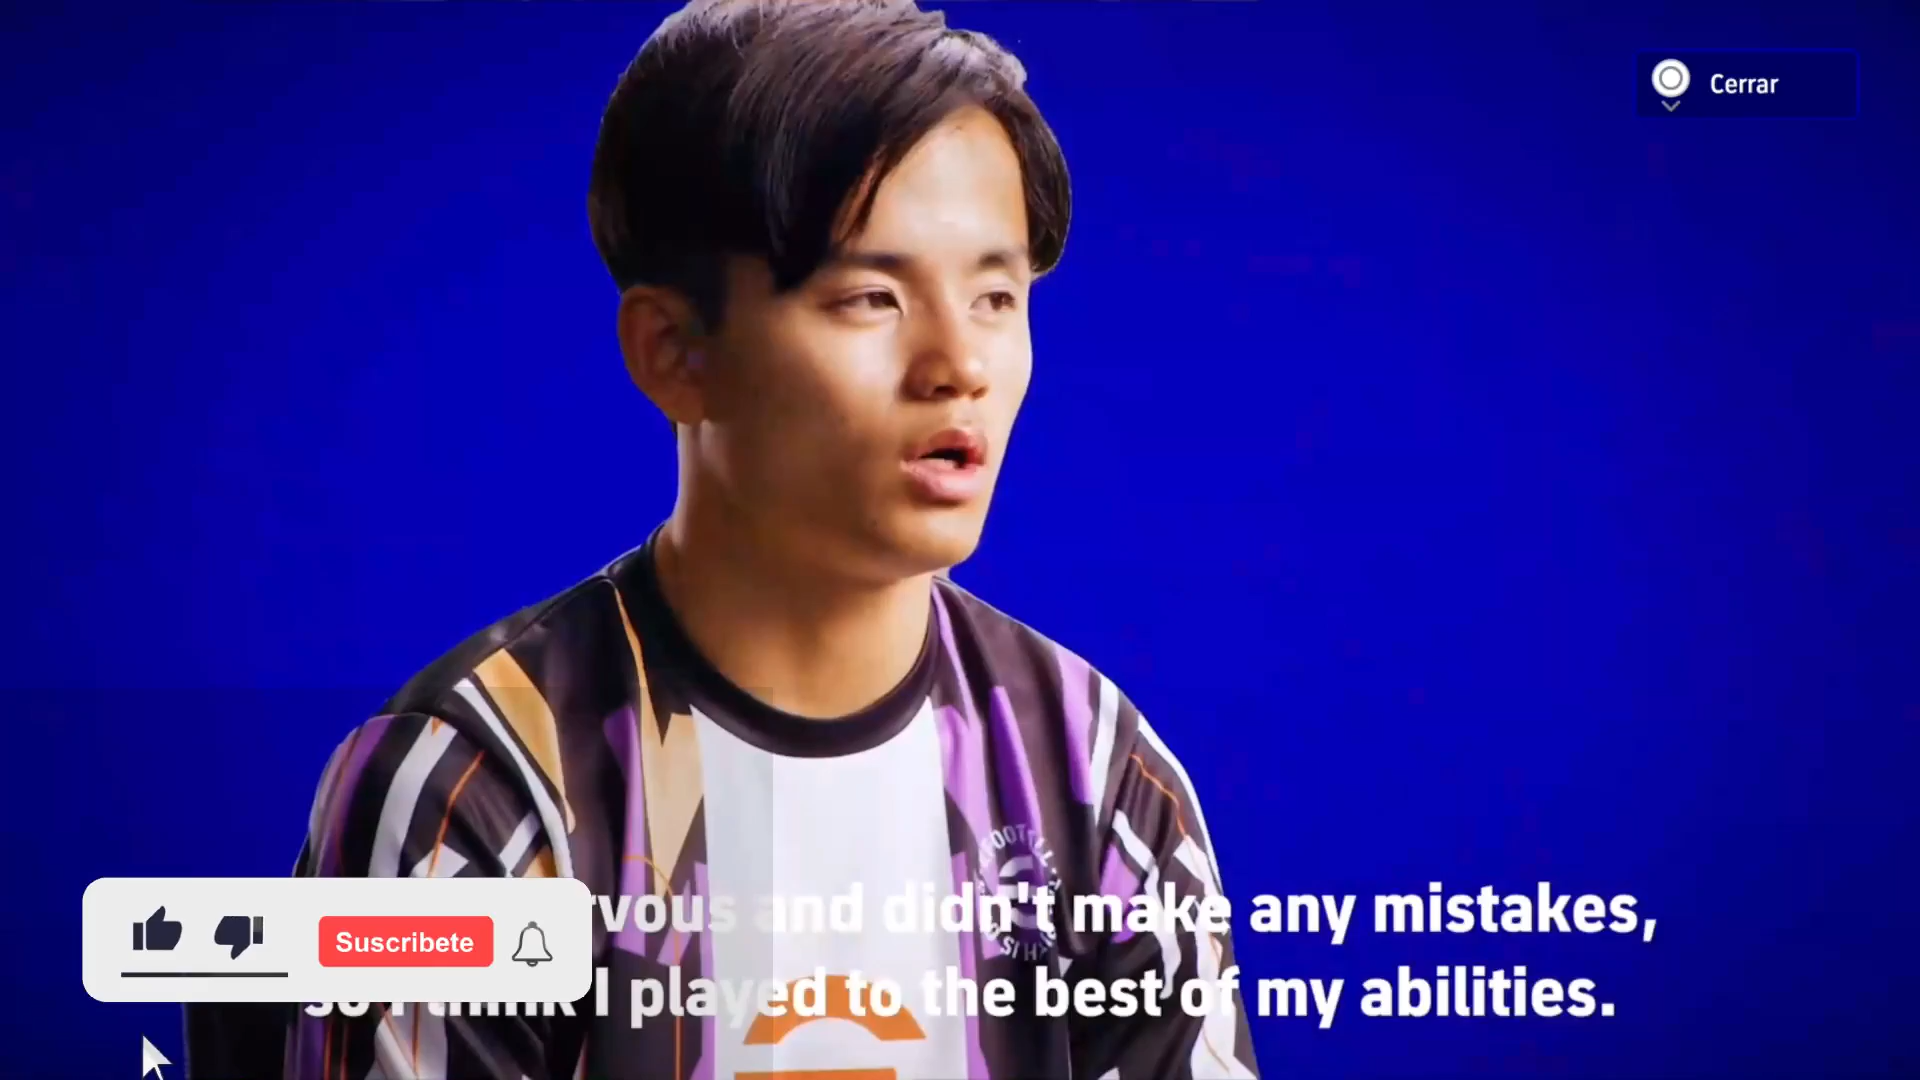 Cerrar
and didn't make any mistakes,
I played to the best of my abilities.
Suscribete